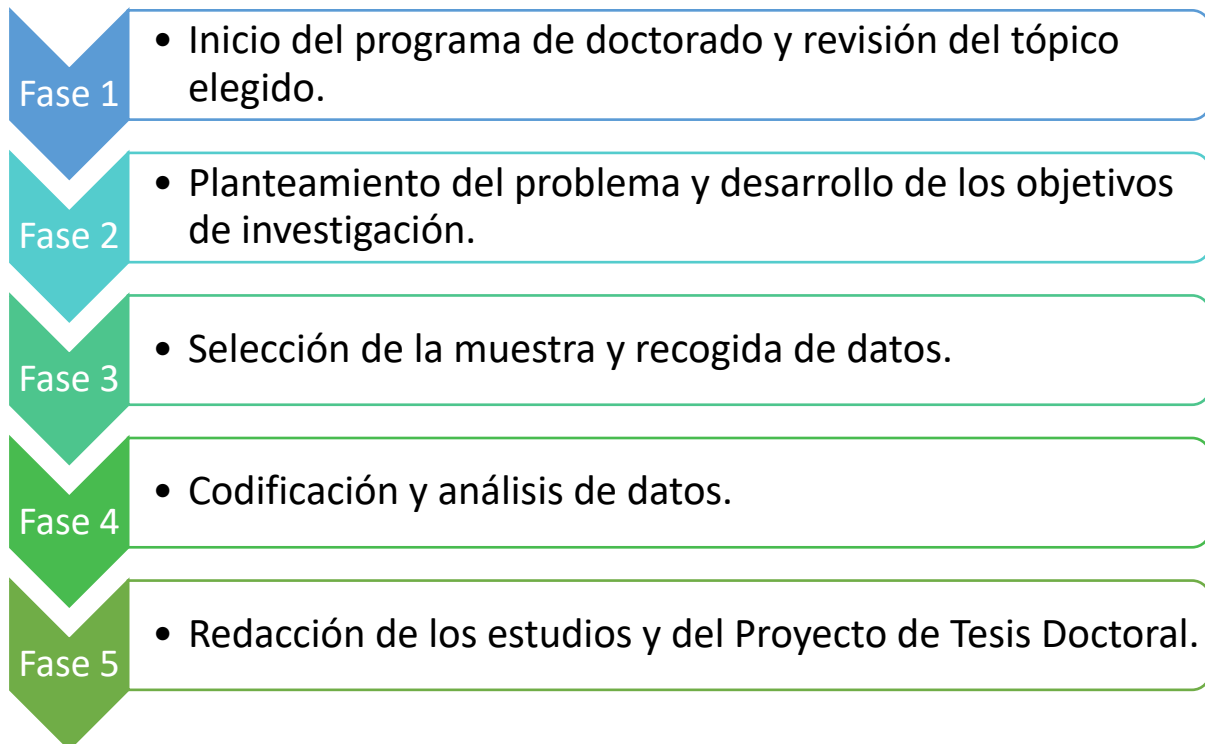 Fase 1
• Inicio del programa de doctorado y revisión del tópico
elegido.
Fase 2
• Planteamiento del problema y desarrollo de los objetivos
de investigación.
Fase 3
• Selección de la muestra y recogida de datos.
Fase 4
• Codificación y análisis de datos.
Fase 5
• Redacción de los estudios y del Proyecto de Tesis Doctoral.